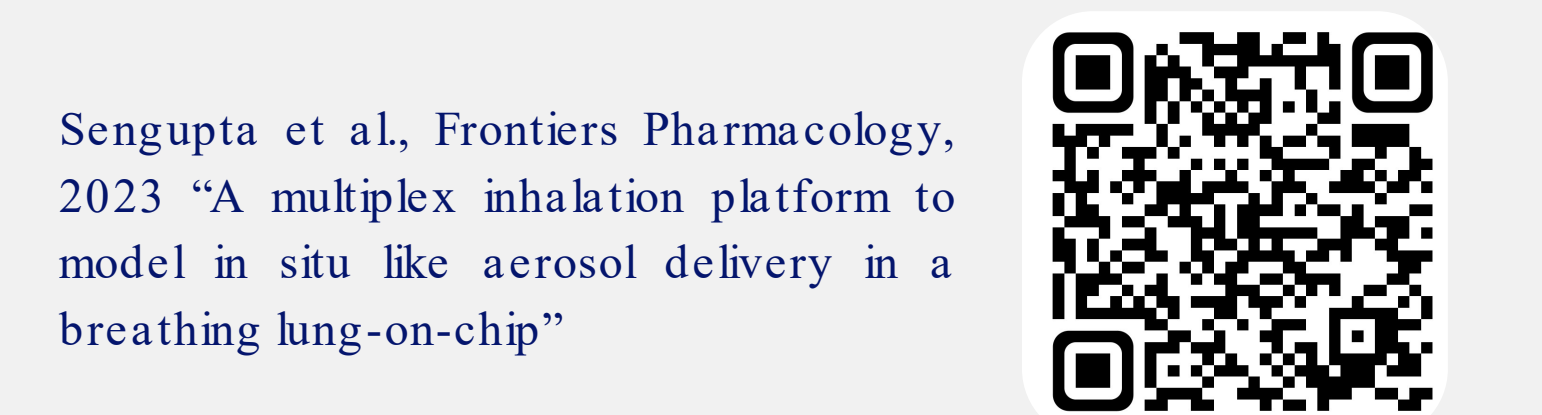 Sengupta et al., Frontiers Pharmacology,
2023 “A multiplex inhalation platform to
model in situ like aerosol delivery in a
breathing lung-on-chip”